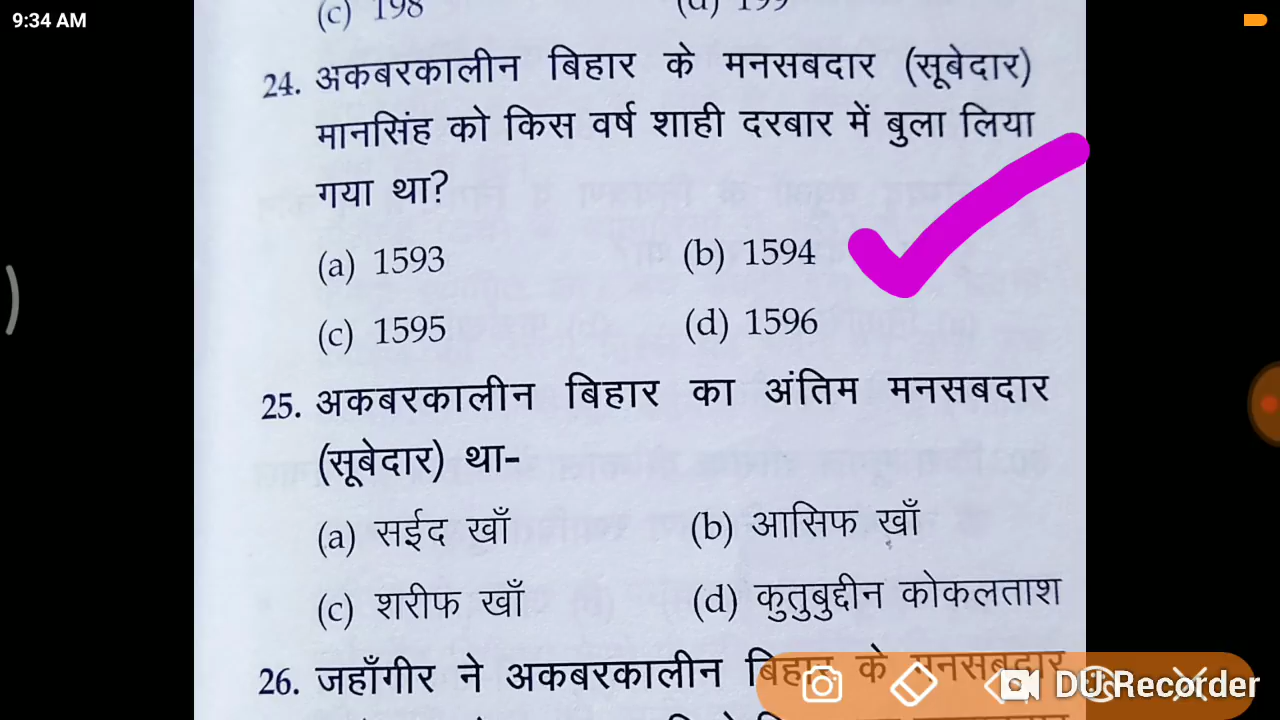 9:34 AM
(c) 198 (d) 199
24. अकबरकालीन बिहार के मनसबदार (सूबेदार)
मानसिंह को किस वर्ष शाही दरबार में बुला लिया
गया था?
(a) 1593 (b) 1594
(c) 1595 (d) 1596
25. अकबरकालीन बिहार का अंतिम मनसबदार
(सूबेदार) था-
(a) सईद खाँ (b) आसिफ खाँ
(c) शरीफ खाँ (d) कुतुबुद्दीन कोकलताश
26. जहाँगीर ने अकबरकालीन बिहार के मनसबदार
DU Recorder